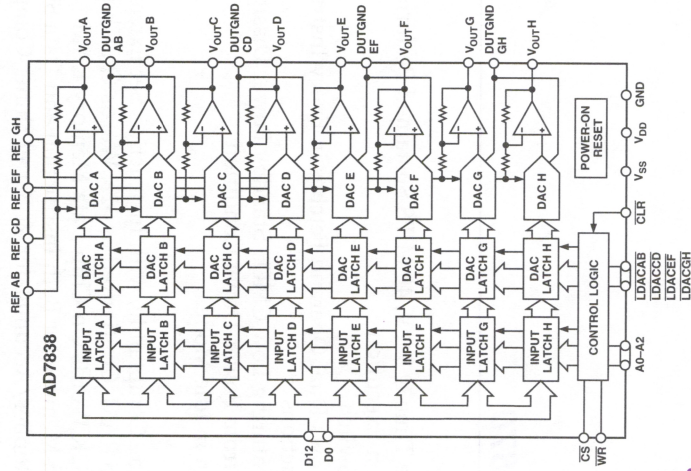 AD7838
REF AB
REF CD
REF EF
REF GH
VOUTA
DUTGND
AB
VOUTB
VOUTC
DUTGND
CD
VOUTD
VOUTE
DUTGND
EF
VOUTF
VOUTG
DUTGND
GH
VOUTH
INPUT
LATCH A
DAC
LATCH A
DAC A
-
+
INPUT
LATCH B
DAC
LATCH B
DAC B
-
+
INPUT
LATCH C
DAC
LATCH C
DAC C
-
+
INPUT
LATCH D
DAC
LATCH D
DAC D
-
+
INPUT
LATCH E
DAC
LATCH E
DAC E
-
+
INPUT
LATCH F
DAC
LATCH F
DAC F
-
+
INPUT
LATCH G
DAC
LATCH G
DAC G
-
+
INPUT
LATCH H
DAC
LATCH H
DAC H
-
+
D12
D0
CONTROL LOGIC
POWER-ON
RESET
CS
WR
A0–A2
LDACAB
LDACCD
LDACEF
LDACGH
CLR
VSS
VDD
GND